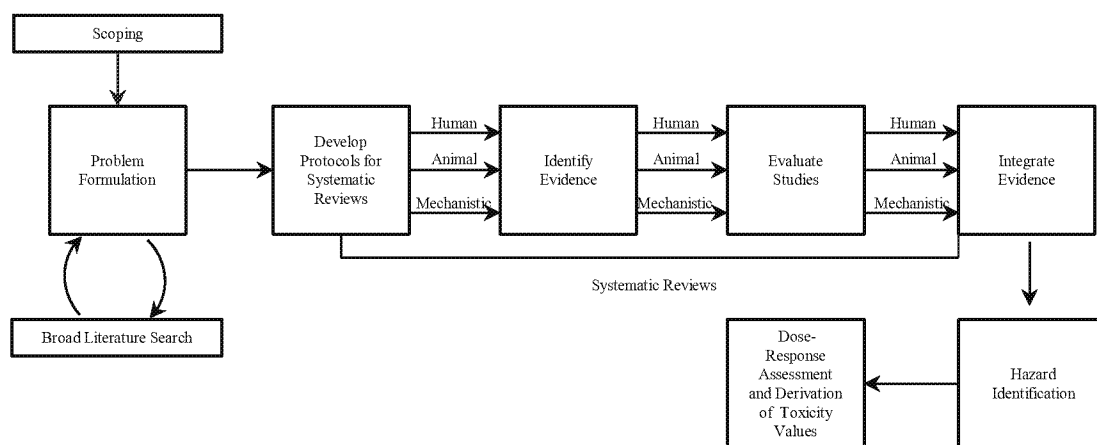 Scoping
Problem
Formulation
Develop
Protocols for
Systematic
Reviews
Human
Animal
Mechanistic
Identify
Evidence
Human
Animal
Mechanistic
Evaluate
Studies
Human
Animal
Mechanistic
Integrate
Evidence
Systematic Reviews
Broad Literature Search
Dose-
Response
Assessment
and Derivation
of Toxicity
Values
Hazard
Identification